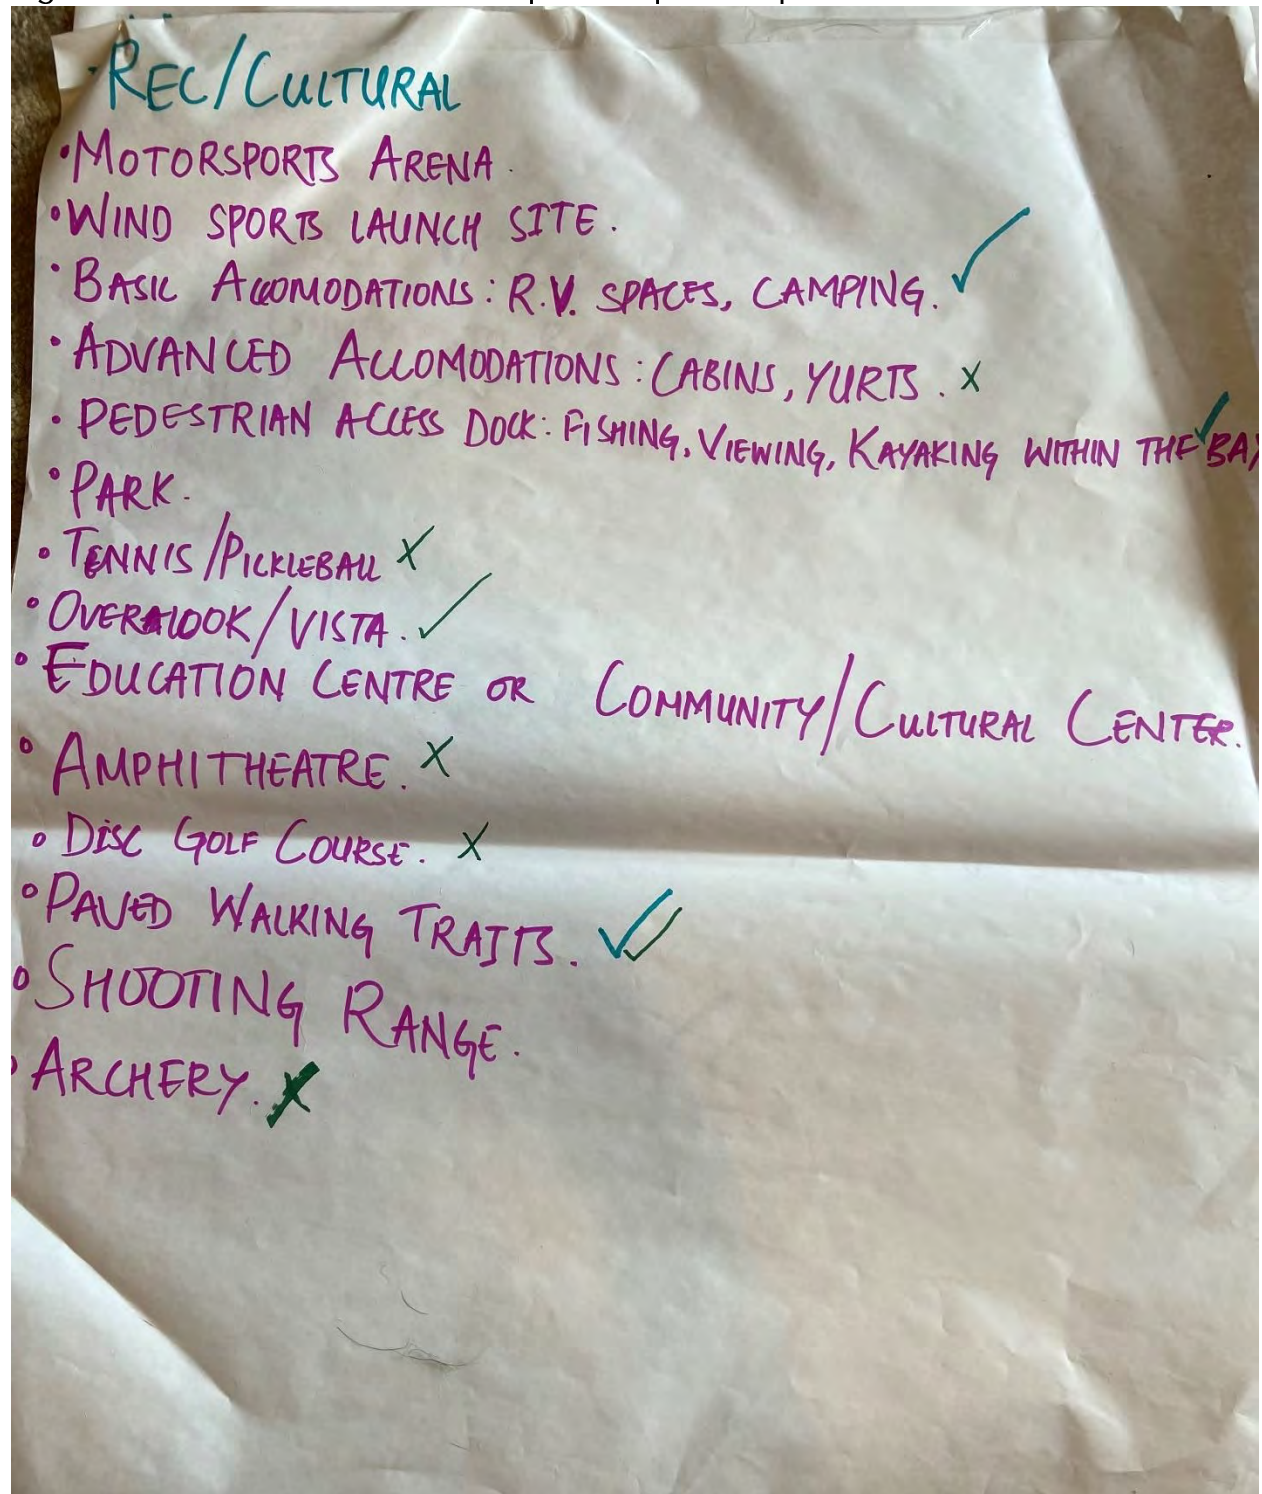 REC/CULTURAL
• MOTORSPORTS ARENA.
• WIND SPORTS LAUNCH SITE.
• BASIC ACCOMODATIONS: R.V. SPACES, CAMPING. ✓
• ADVANCED ACCOMODATIONS: CABINS, YURTS. X
• PEDESTRIAN ACCESS DOCK: FISHING, VIEWING, KAYAKING WITHIN THE BAY ✓
• PARK.
• TENNIS/PICKLEBALL X
• OVERLOOK/VISTA. ✓
• EDUCATION CENTRE OR COMMUNITY/CULTURAL CENTER.
• AMPHITHEATRE. X
• DISC GOLF COURSE. X
• PAVED WALKING TRAILS. ✓✓
• SHOOTING RANGE.
• ARCHERY. X